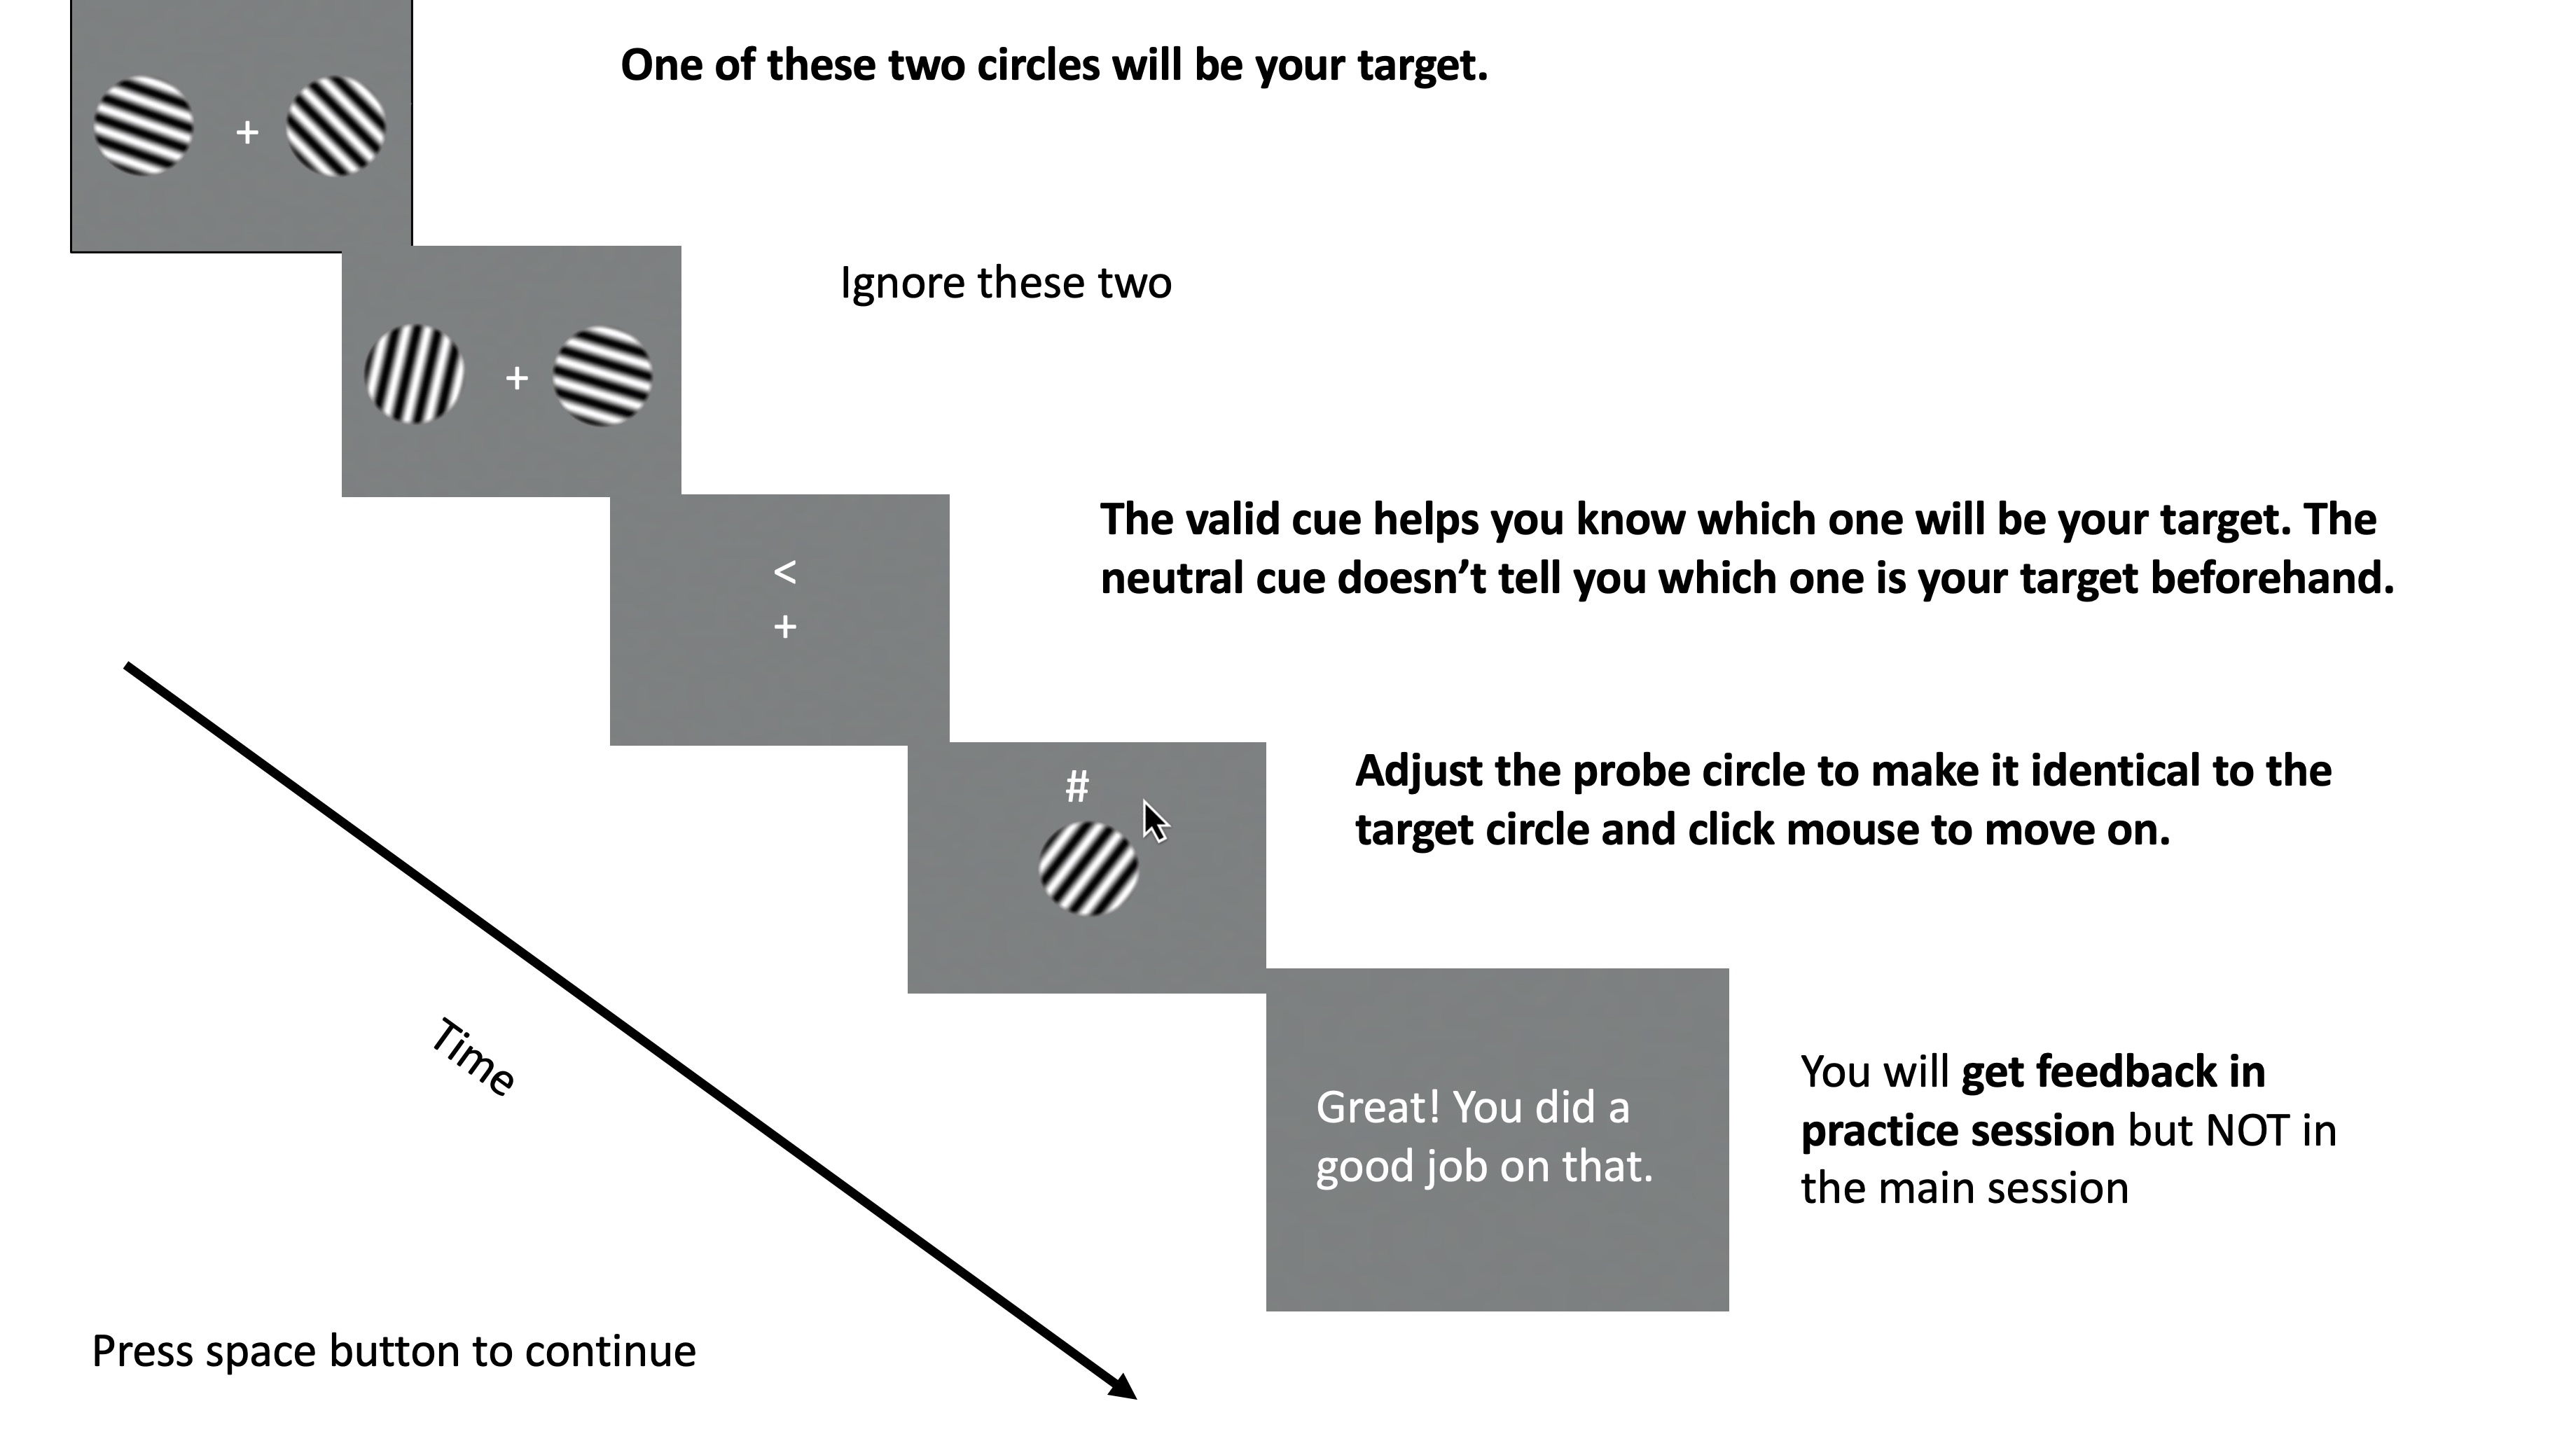 One of these two circles will be your target.
+
Ignore these two
+
The valid cue helps you know which one will be your target. The
neutral cue doesn’t tell you which one is your target beforehand.
<
+
Adjust the probe circle to make it identical to the
target circle and click mouse to move on.
#
Time
Great! You did a
good job on that.
You will get feedback in
practice session but NOT in
the main session
Press space button to continue